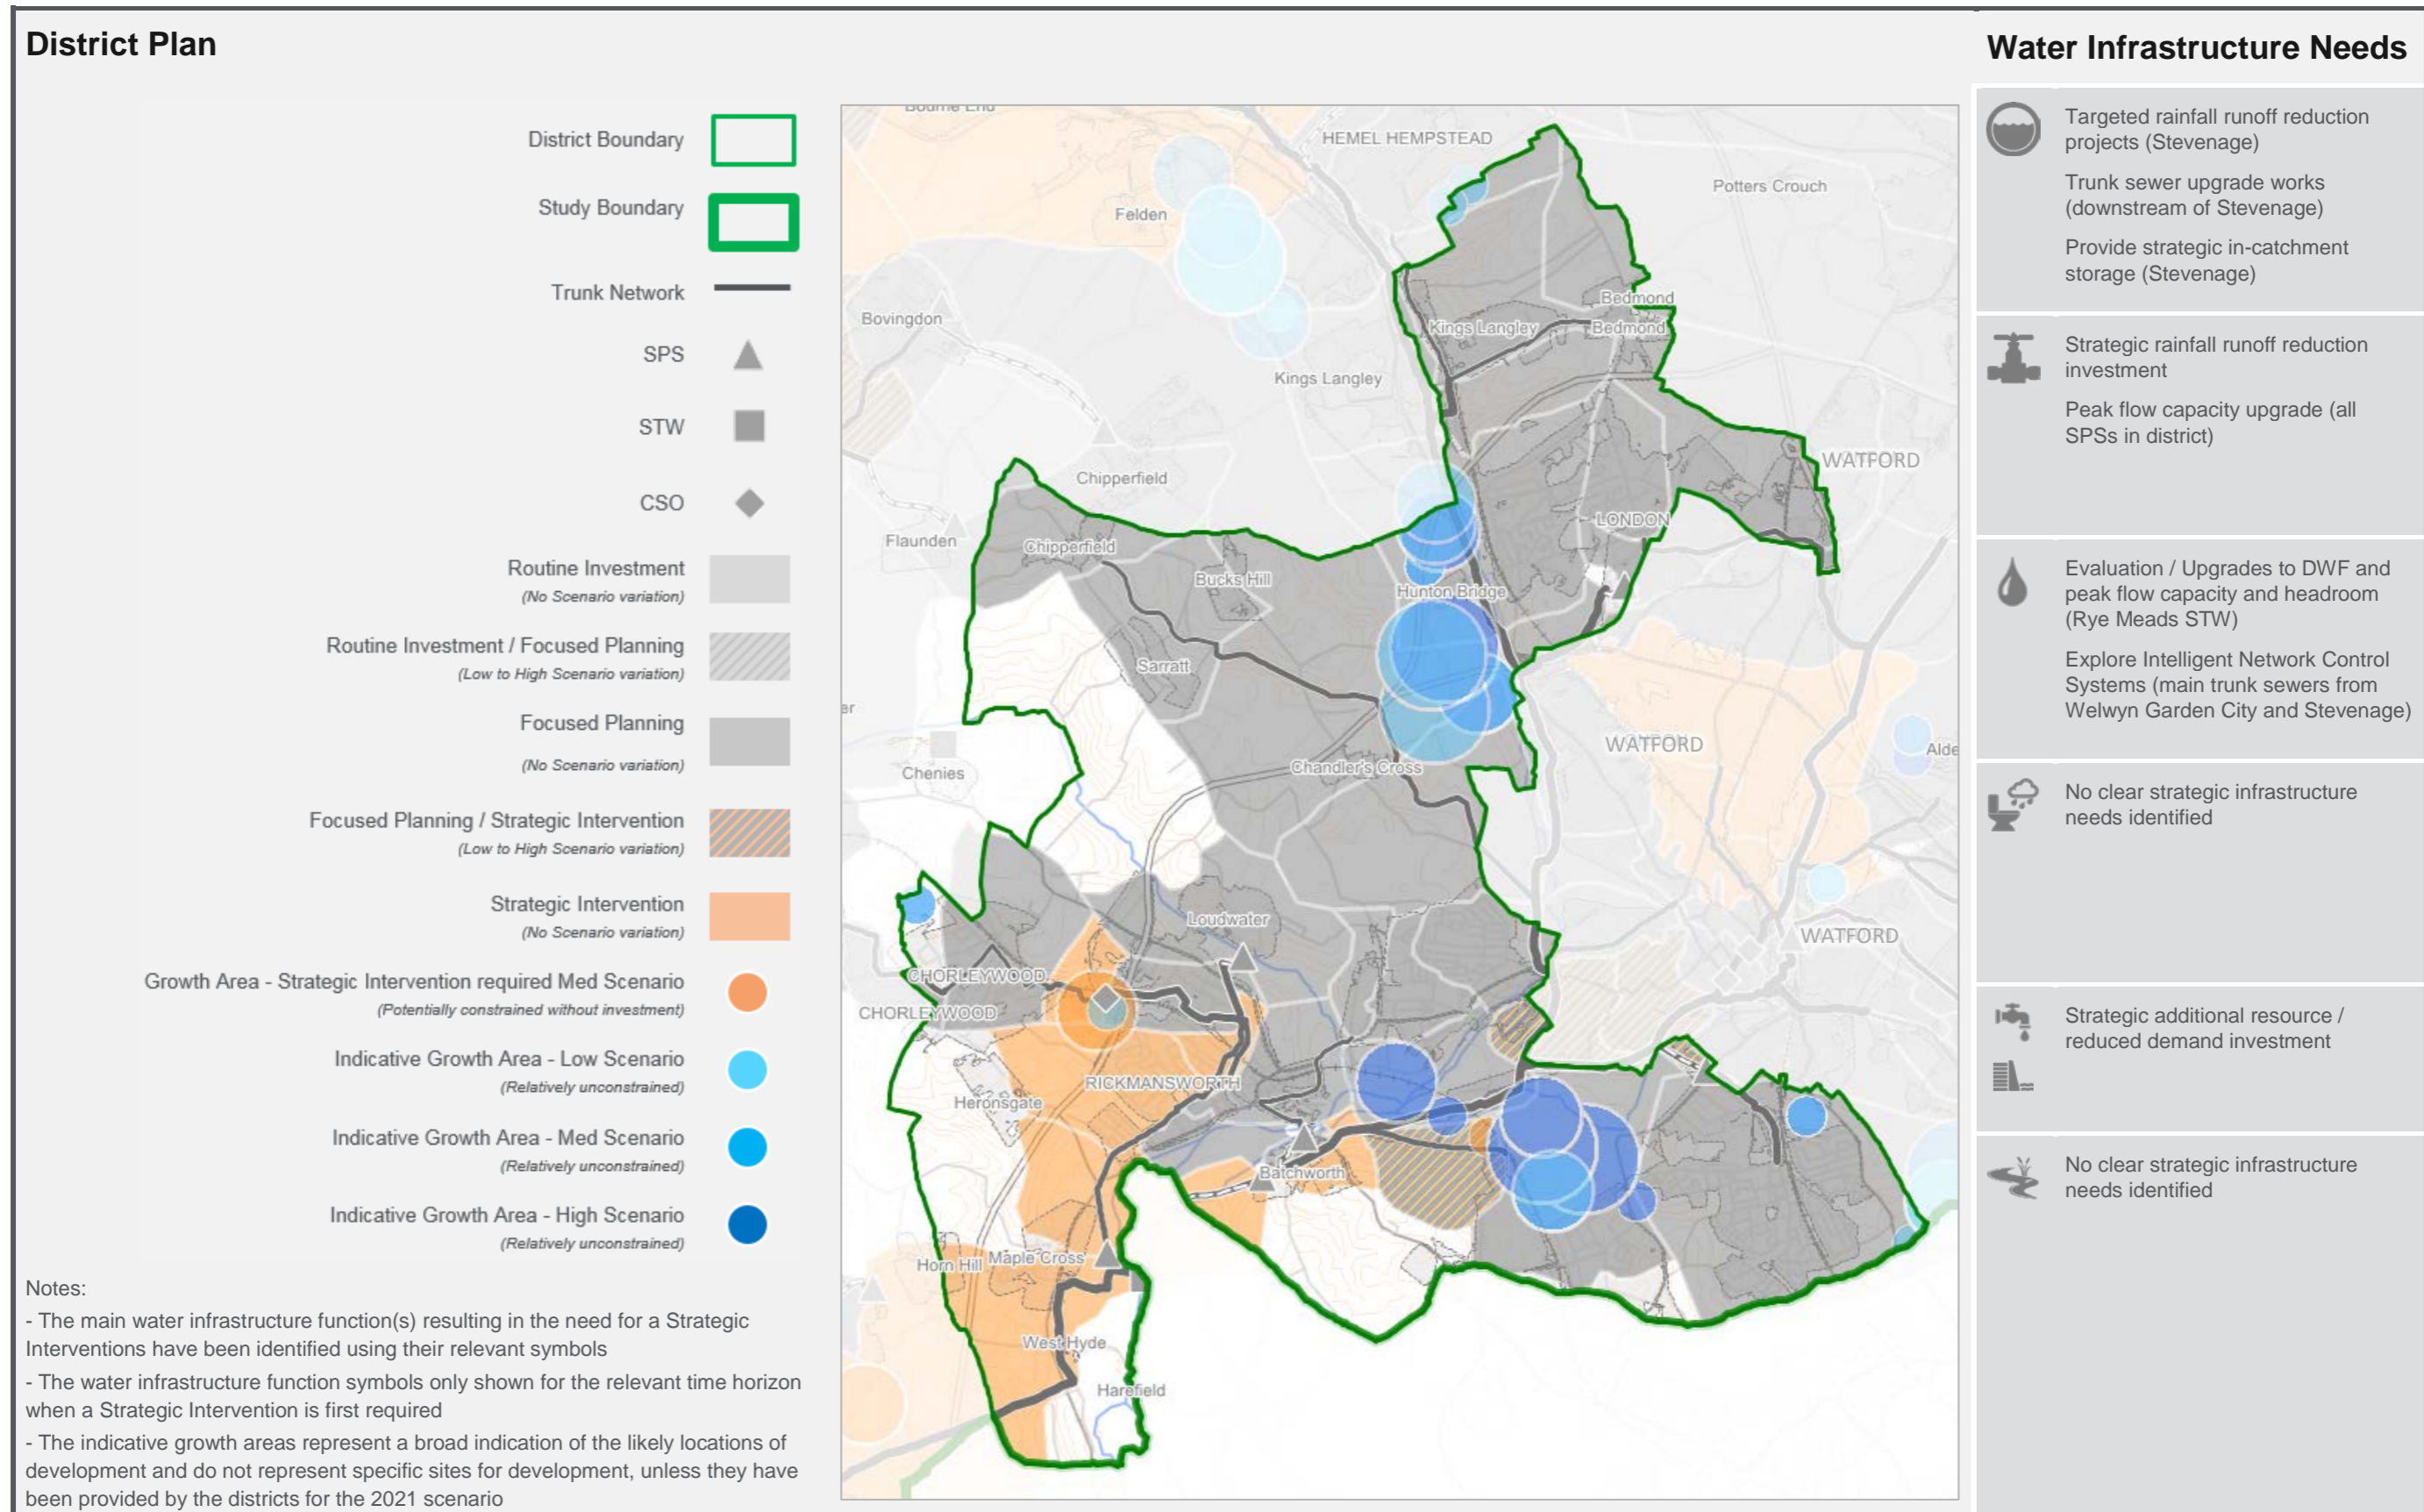 District Plan
District Boundary
Study Boundary
Trunk Network
SPS
STW
CSO
Routine Investment
(No Scenario variation)
Routine Investment / Focused Planning
(Low to High Scenario variation)
Focused Planning
(No Scenario variation)
Focused Planning / Strategic Intervention
(Low to High Scenario variation)
Strategic Intervention
(No Scenario variation)
Growth Area - Strategic Intervention required Med Scenario
(Potentially constrained without investment)
Indicative Growth Area - Low Scenario
(Relatively unconstrained)
Indicative Growth Area - Med Scenario
(Relatively unconstrained)
Indicative Growth Area - High Scenario
(Relatively unconstrained)
Notes:
- The main water infrastructure function(s) resulting in the need for a Strategic
Interventions have been identified using their relevant symbols
- The water infrastructure function symbols only shown for the relevant time horizon
when a Strategic Intervention is first required
- The indicative growth areas represent a broad indication of the likely locations of
development and do not represent specific sites for development, unless they have
been provided by the districts for the 2021 scenario
Bourne End
HEMEL HEMPSTEAD
Potters Crouch
Felden
Bedmond
Bovingdon
Kings Langley
Bedmond
Kings Langley
WATFORD
Chipperfield
LONDON
Flaunden
Chipperfield
Bucks Hill
Hunton Bridge
Sarratt
er
WATFORD
Alde
Chenies
Chandler's Cross
Loudwater
WATFORD
CHORLEYWOOD
CHORLEYWOOD
RICKMANSWORTH
Heronsgate
Batchworth
Horn Hill
Maple Cross
West Hyde
Harefield
Water Infrastructure Needs
Targeted rainfall runoff reduction
projects (Stevenage)
Trunk sewer upgrade works
(downstream of Stevenage)
Provide strategic in-catchment
storage (Stevenage)
Strategic rainfall runoff reduction
investment
Peak flow capacity upgrade (all
SPSs in district)
Evaluation / Upgrades to DWF and
peak flow capacity and headroom
(Rye Meads STW)
Explore Intelligent Network Control
Systems (main trunk sewers from
Welwyn Garden City and Stevenage)
No clear strategic infrastructure
needs identified
Strategic additional resource /
reduced demand investment
No clear strategic infrastructure
needs identified